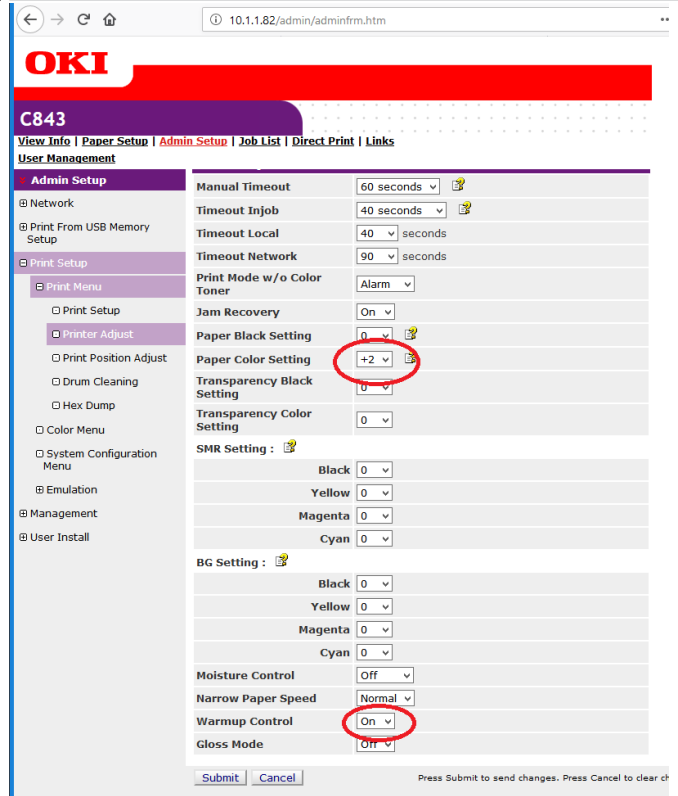 10.1.1.82/admin/adminfrm.htm
OKI
C843
View Info | Paper Setup | Admin Setup | Job List | Direct Print | Links
User Management
Admin Setup
Network
Print From USB Memory
Setup
Print Setup
Print Menu
Print Setup
Printer Adjust
Print Position Adjust
Drum Cleaning
Hex Dump
Color Menu
System Configuration
Menu
Emulation
Management
User Install
Manual Timeout 60 seconds
Timeout Injob 40 seconds
Timeout Local 40 seconds
Timeout Network 90 seconds
Print Mode w/o Color
Toner Alarm
Jam Recovery On
Paper Black Setting 0
Paper Color Setting +2
Transparency Black
Setting 0
Transparency Color
Setting 0
SMR Setting :
Black 0
Yellow 0
Magenta 0
Cyan 0
BG Setting :
Black 0
Yellow 0
Magenta 0
Cyan 0
Moisture Control Off
Narrow Paper Speed Normal
Warmup Control On
Gloss Mode Off
Submit Cancel Press Submit to send changes. Press Cancel to clear